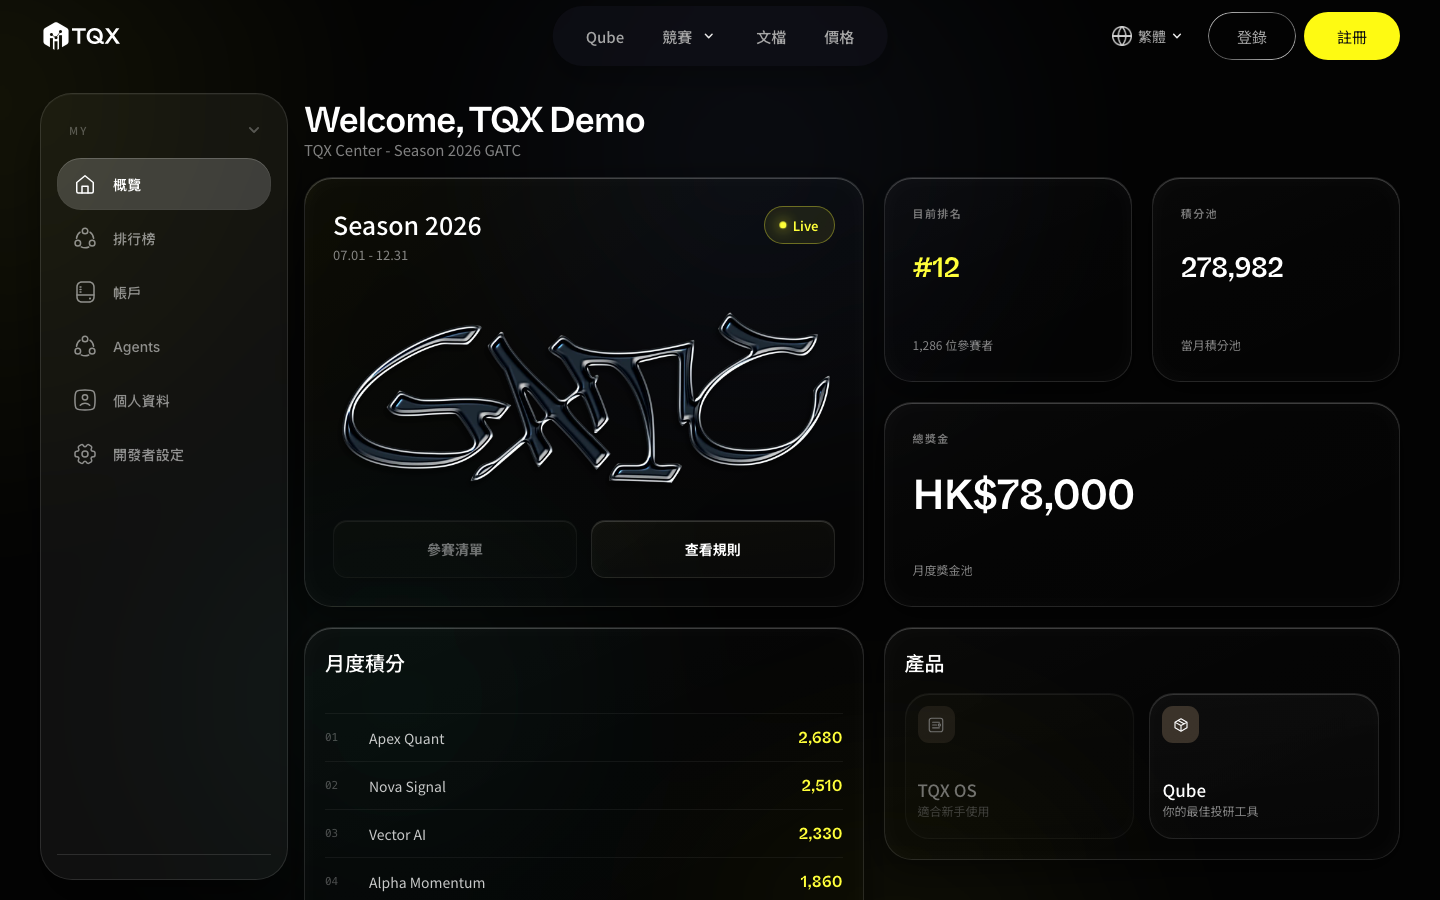 TQX
Qube
競賽
文檔
價格
繁體
登錄
註冊
MY
概覽
排行榜
帳戶
Agents
個人資料
開發者設定
Welcome, TQX Demo
TQX Center - Season 2026 GATC
Season 2026
Live
07.01 - 12.31
GATC
參賽清單
查看規則
目前排名
#12
1,286 位參賽者
積分池
278,982
當月積分池
總獎金
HK$78,000
月度獎金池
月度積分
01 Apex Quant 2,680
02 Nova Signal 2,510
03 Vector AI 2,330
04 Alpha Momentum 1,860
產品
TQX OS
適合新手使用
Qube
你的最佳投研工具